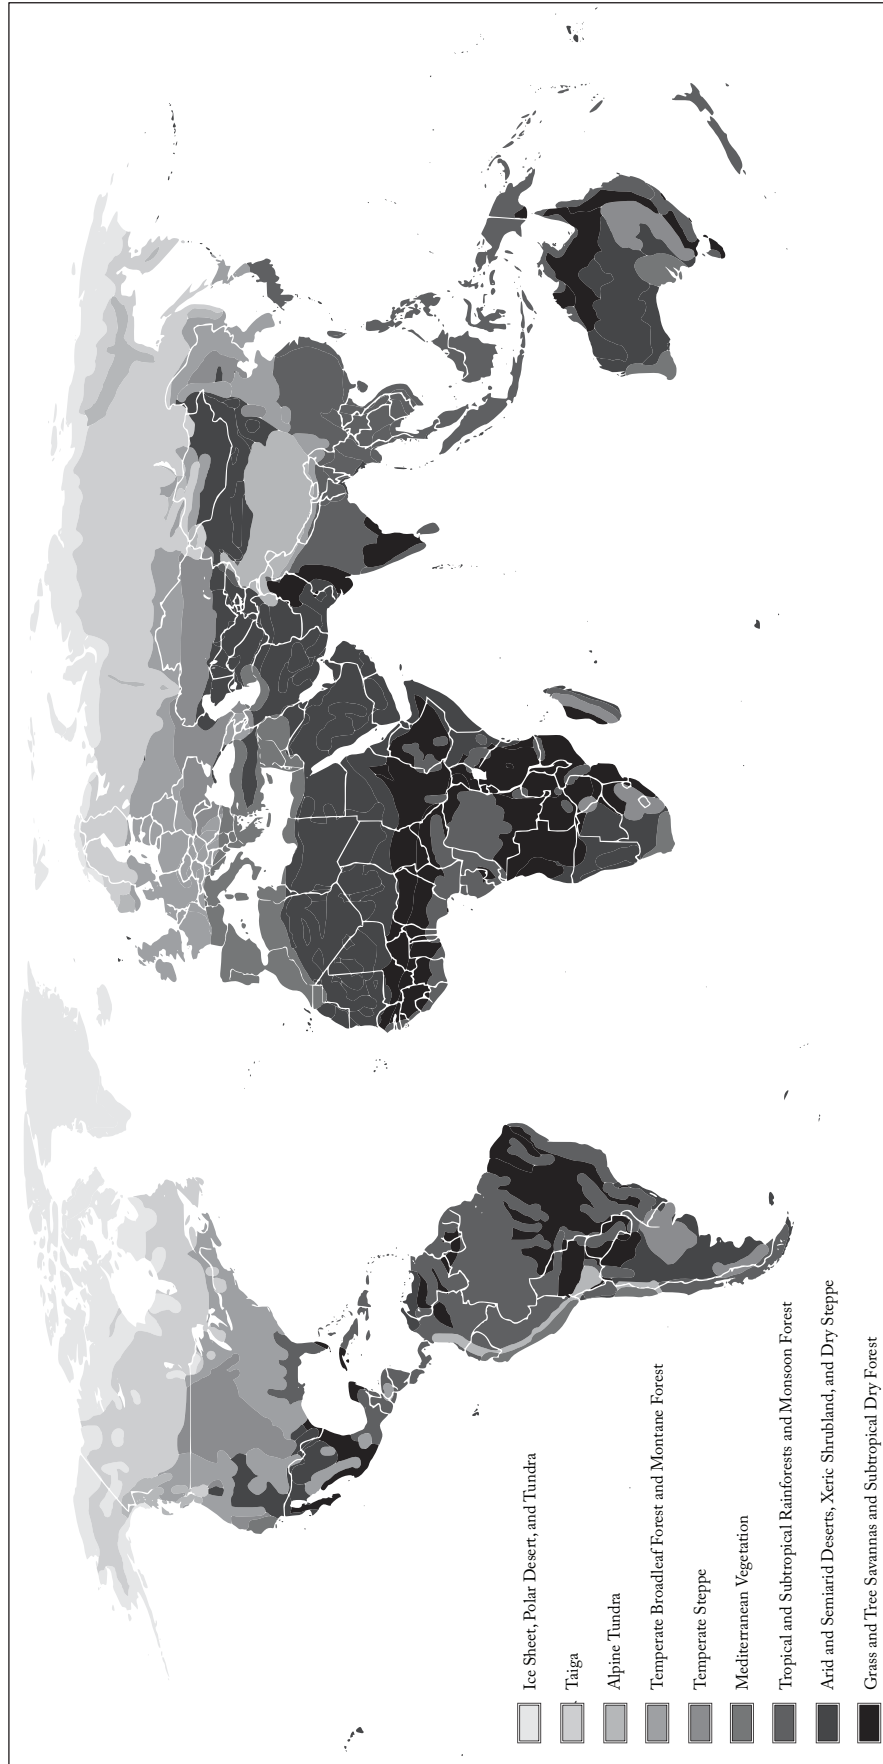 Ice Sheet, Polar Desert, and Tundra
Taiga
Alpine Tundra
Temperate Broadleaf Forest and Montane Forest
Temperate Steppe
Mediterranean Vegetation
Tropical and Subtropical Rainforests and Monsoon Forest
Arid and Semiarid Deserts, Xeric Shrubland, and Dry Steppe
Grass and Tree Savannas and Subtropical Dry Forest